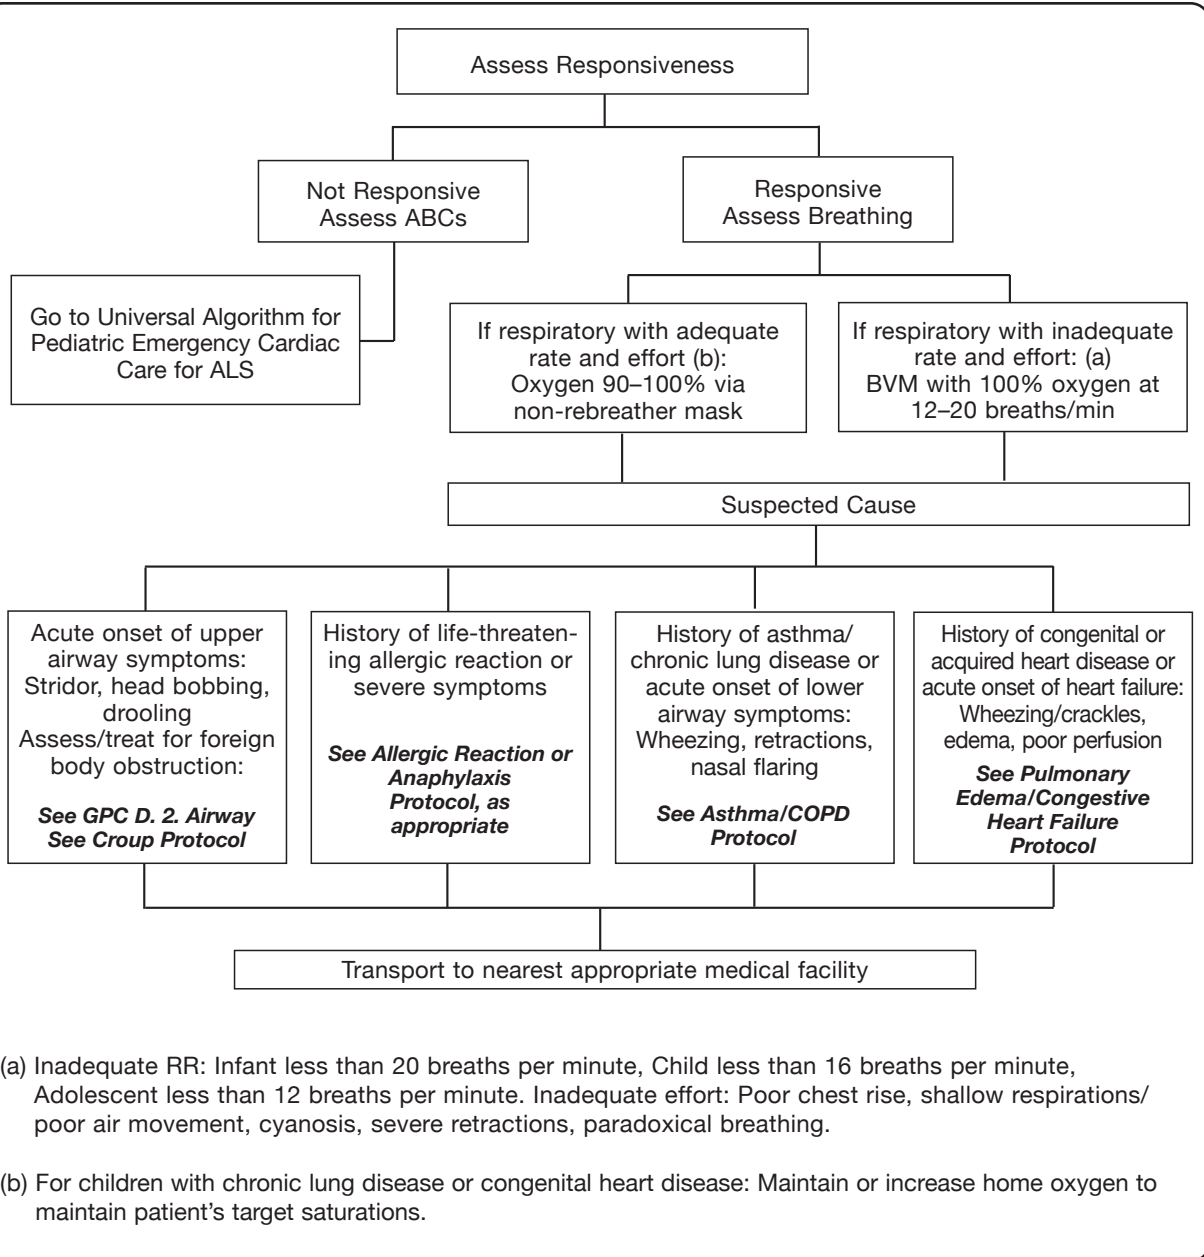 Assess Responsiveness
Not Responsive
Assess ABCs
Responsive
Assess Breathing
Go to Universal Algorithm for
Pediatric Emergency Cardiac
Care for ALS
If respiratory with adequate
rate and effort (b):
Oxygen 90–100% via
non-rebreather mask
If respiratory with inadequate
rate and effort: (a)
BVM with 100% oxygen at
12–20 breaths/min
Suspected Cause
Acute onset of upper
airway symptoms:
Stridor, head bobbing,
drooling
Assess/treat for foreign
body obstruction:
See GPC D. 2. Airway
See Croup Protocol
History of life-threaten-
ing allergic reaction or
severe symptoms
See Allergic Reaction or
Anaphylaxis
Protocol, as
appropriate
History of asthma/
chronic lung disease or
acute onset of lower
airway symptoms:
Wheezing, retractions,
nasal flaring
See Asthma/COPD
Protocol
History of congenital or
acquired heart disease or
acute onset of heart failure:
Wheezing/crackles,
edema, poor perfusion
See Pulmonary
Edema/Congestive
Heart Failure
Protocol
Transport to nearest appropriate medical facility
(a) Inadequate RR: Infant less than 20 breaths per minute, Child less than 16 breaths per minute,
Adolescent less than 12 breaths per minute. Inadequate effort: Poor chest rise, shallow respirations/
poor air movement, cyanosis, severe retractions, paradoxical breathing.
(b) For children with chronic lung disease or congenital heart disease: Maintain or increase home oxygen to
maintain patient's target saturations.